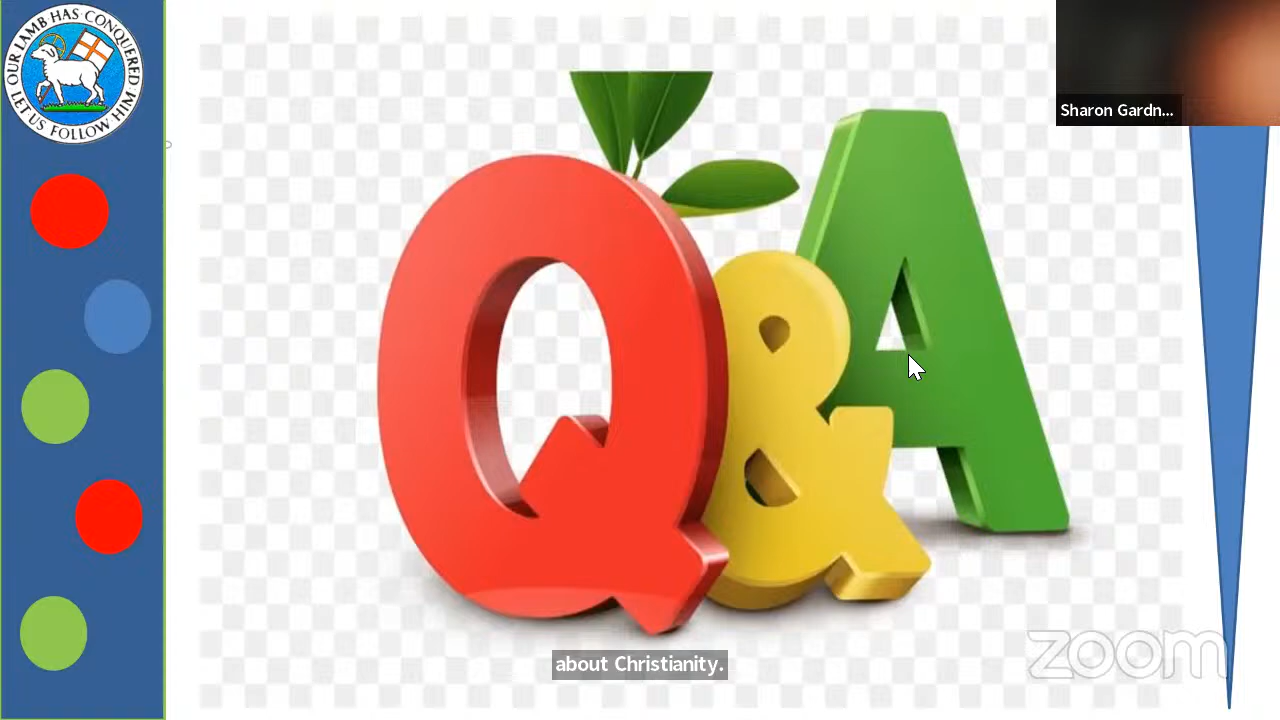 OUR LAMB HAS CONQUERED
LET US FOLLOW HIM
Sharon Gardn...
Q&A
about Christianity.
zoom